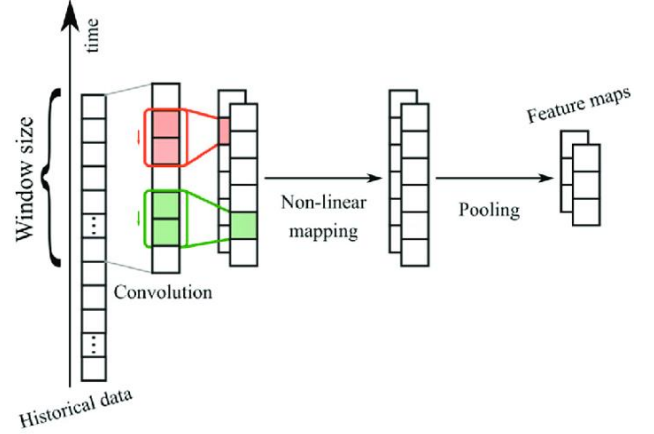 time
Window size
Historical data
Convolution
Non-linear
mapping
Pooling
Feature maps